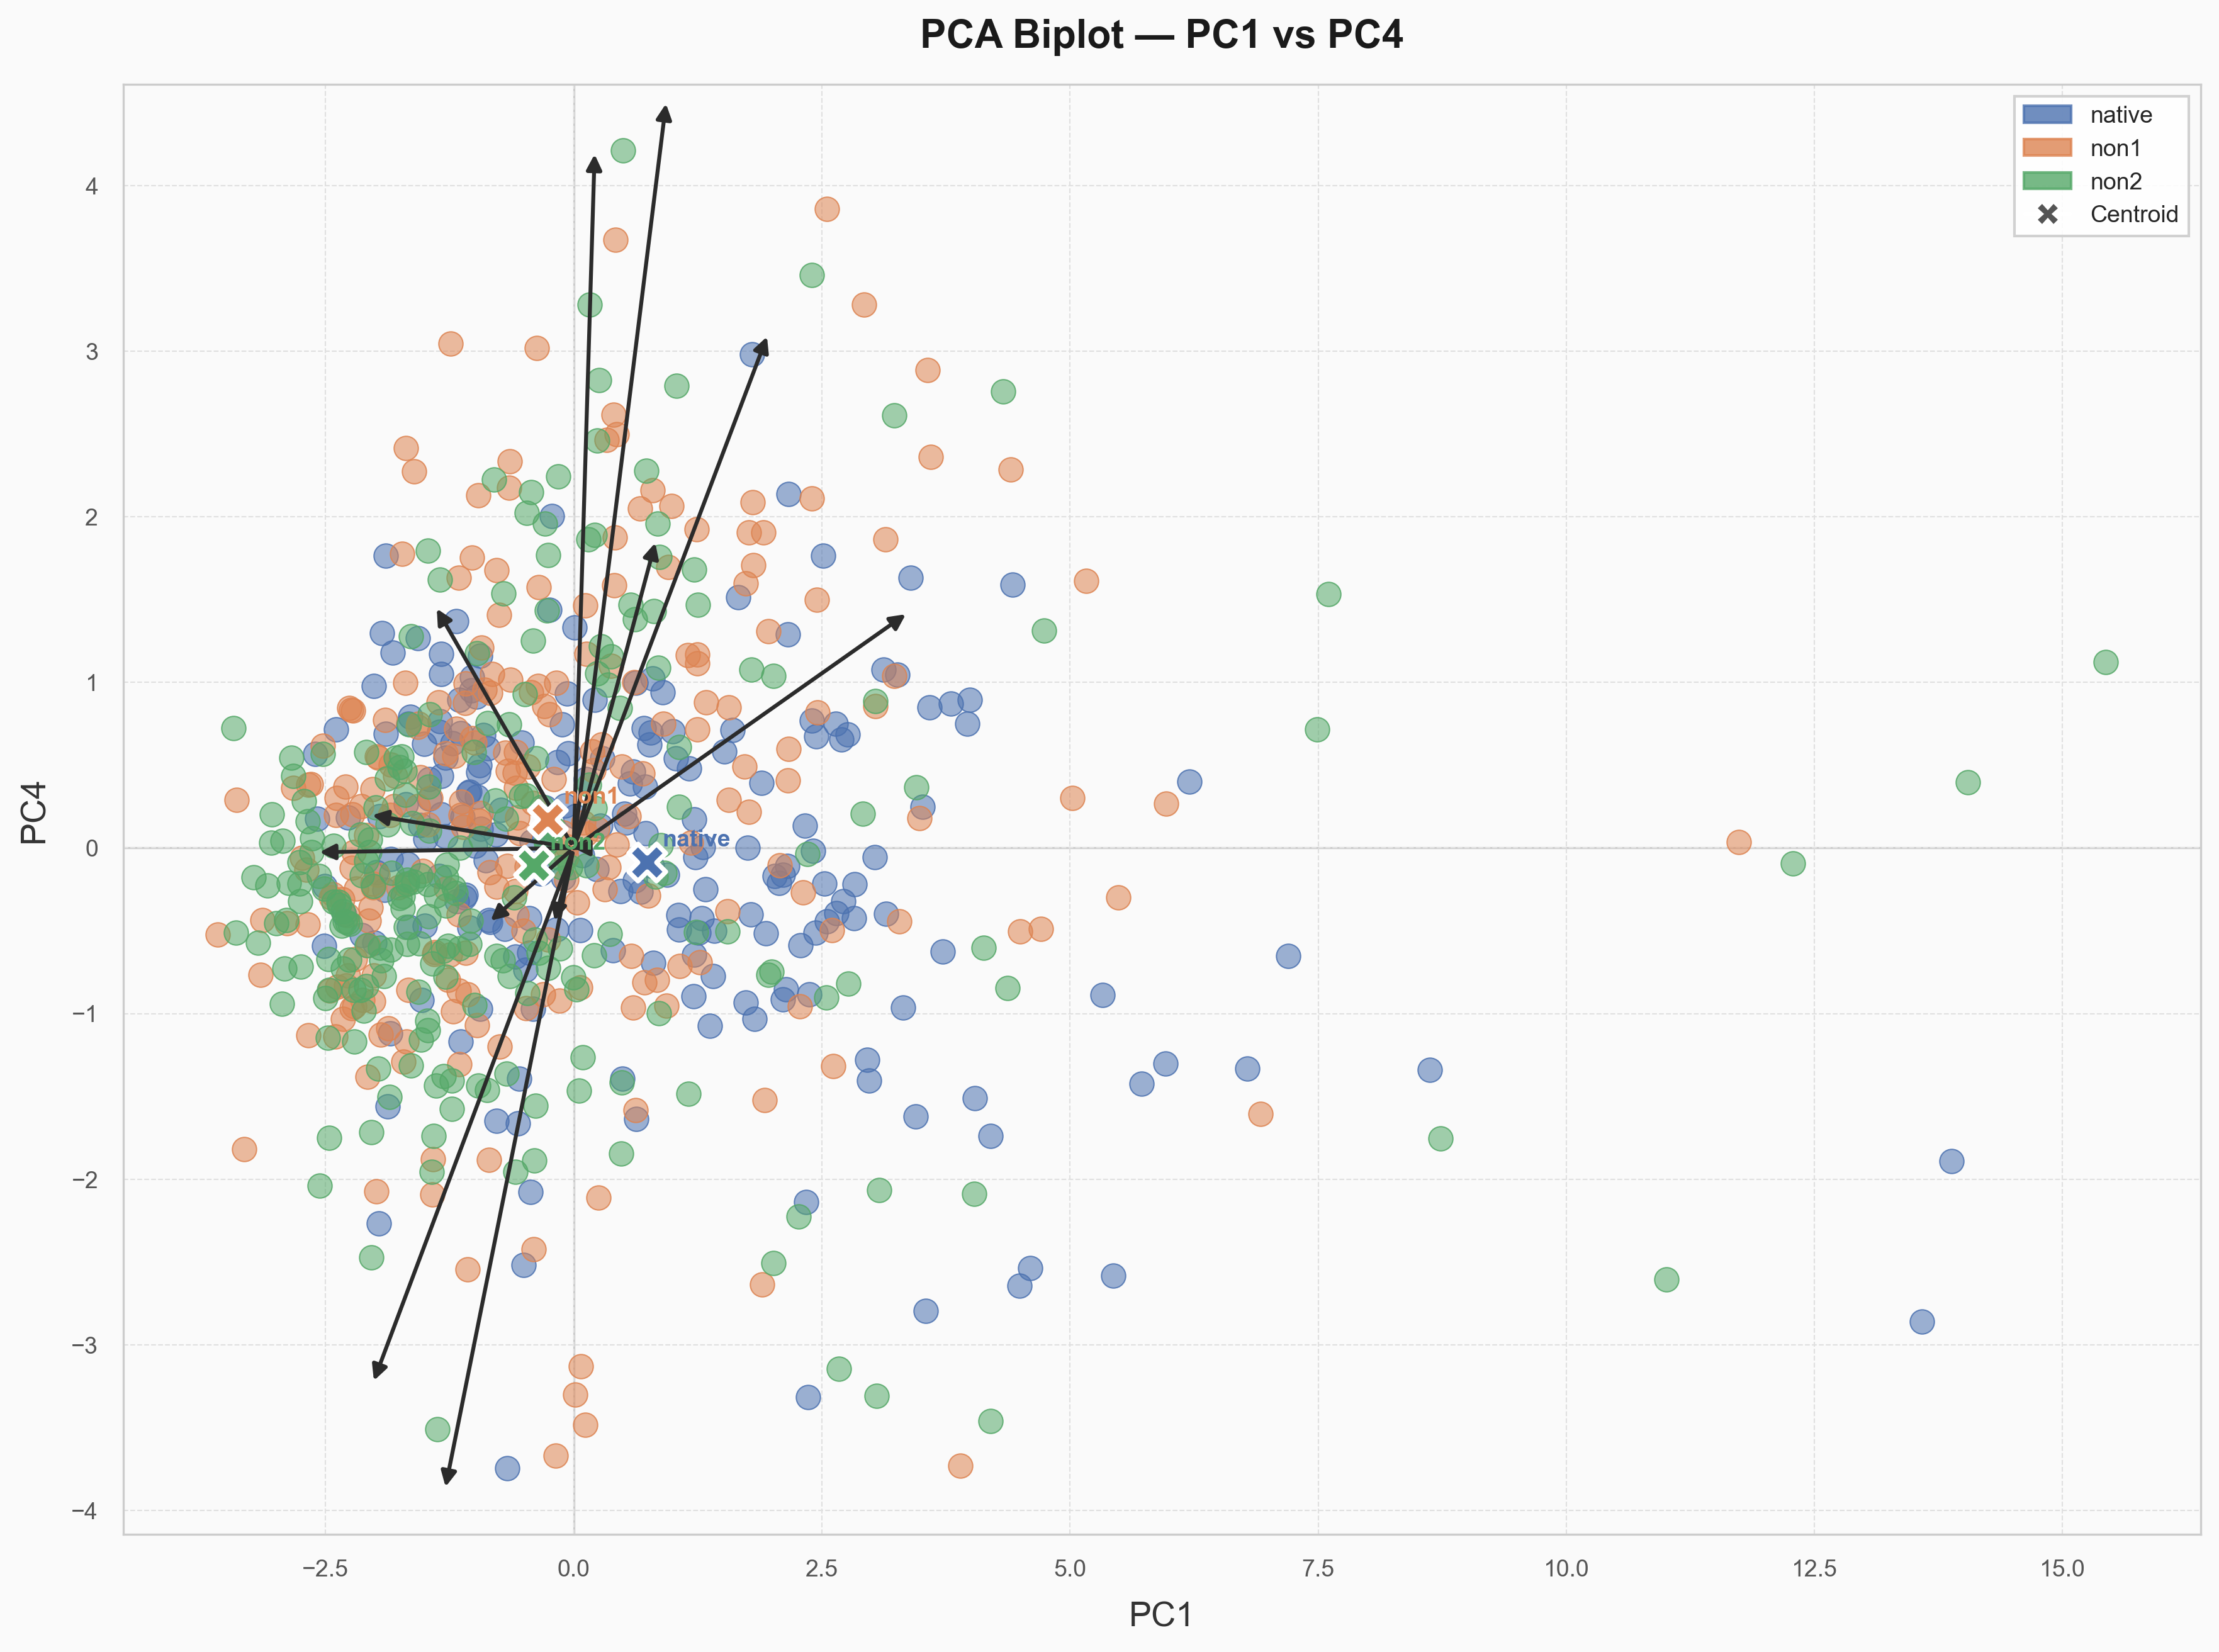 PCA Biplot — PC1 vs PC4
native
non1
non2
Centroid
4
3
2
1
0
−1
−2
−3
−4
PC4
non1
non2
native
−2.5
0.0
2.5
5.0
7.5
10.0
12.5
15.0
PC1